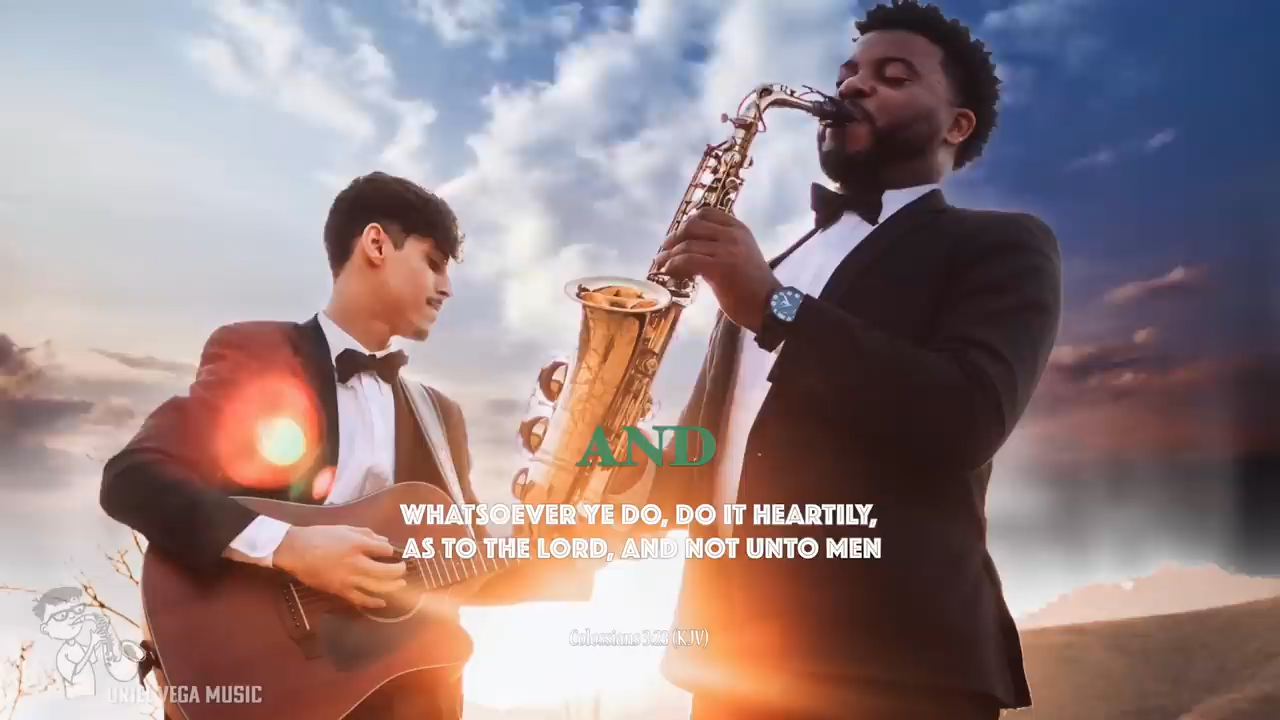 AND
WHATSOEVER YE DO, DO IT HEARTILY,
AS TO THE LORD, AND NOT UNTO MEN
Colossians 3:23 (KJV)
URIEL VEGA MUSIC